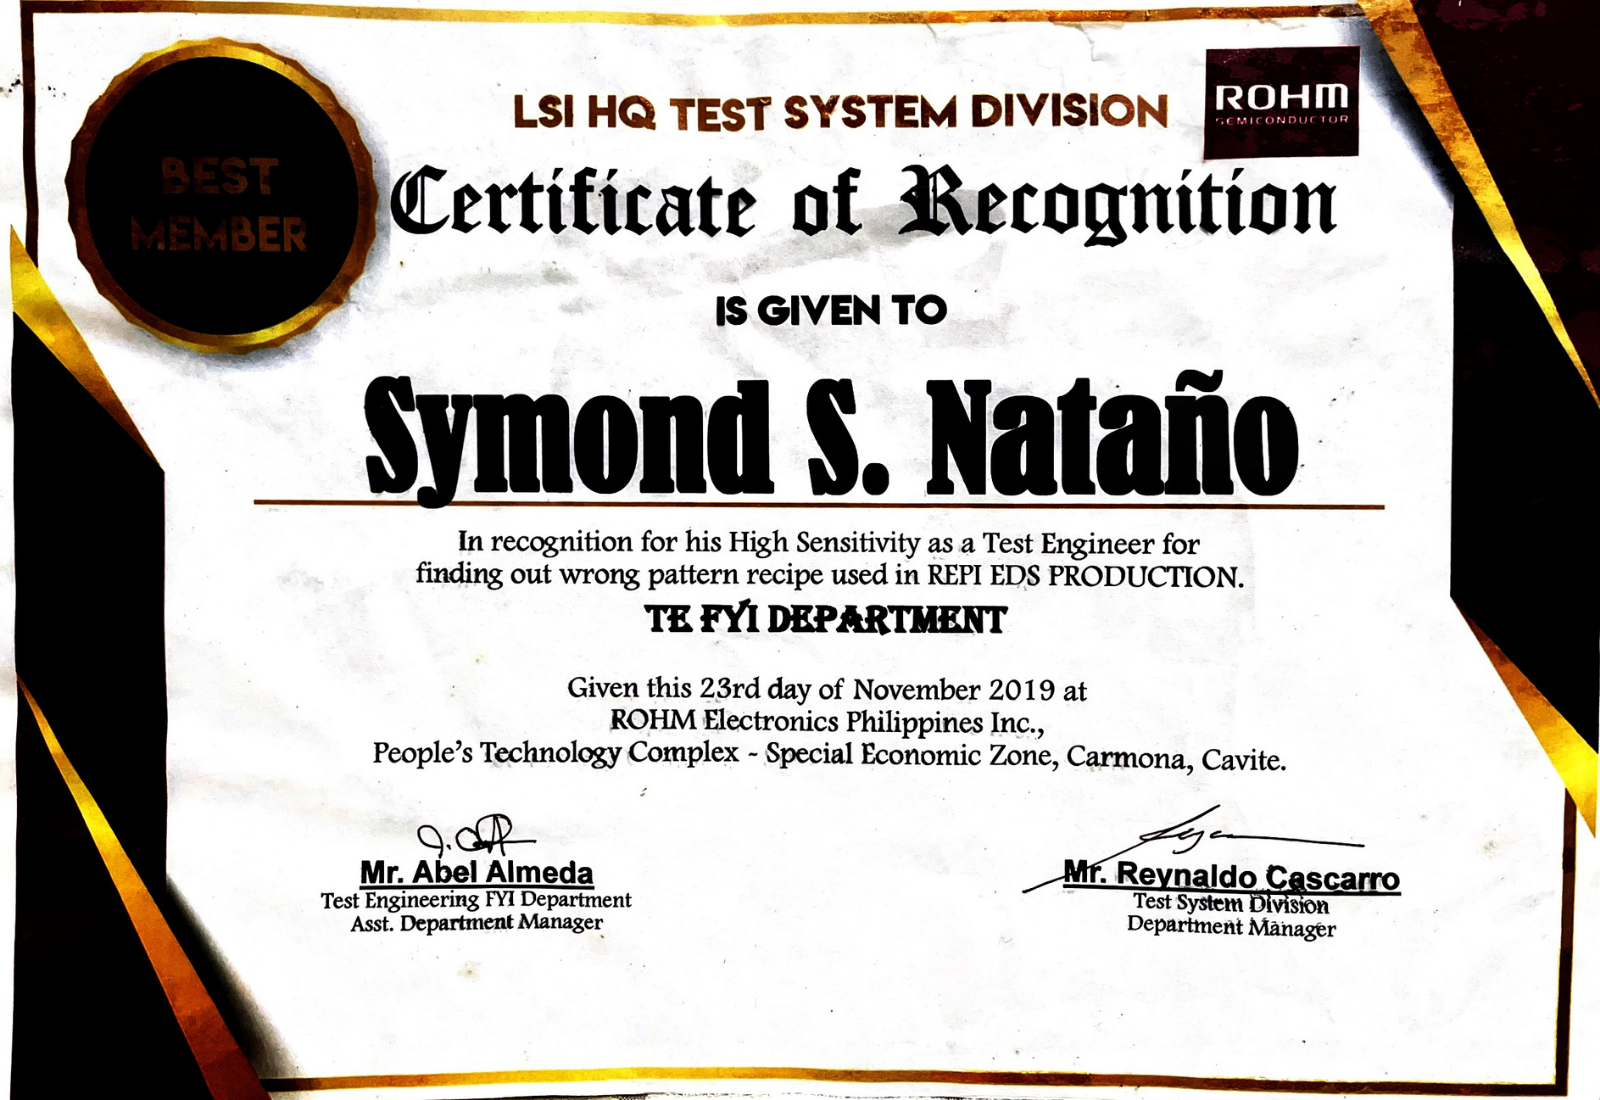 LSI HQ TEST SYSTEM DIVISION
ROHM
SEMICONDUCTOR
BEST
MEMBER
Certificate of Recognition
IS GIVEN TO
Symond S. Nataño
In recognition for his High Sensitivity as a Test Engineer for
finding out wrong pattern recipe used in REPI EDS PRODUCTION.
TE FYI DEPARTMENT
Given this 23rd day of November 2019 at
ROHM Electronics Philippines Inc.,
People's Technology Complex - Special Economic Zone, Carmona, Cavite.
Mr. Abel Almeda
Test Engineering FYI Department
Asst. Department Manager
Mr. Reynaldo Cascarro
Test System Division
Department Manager